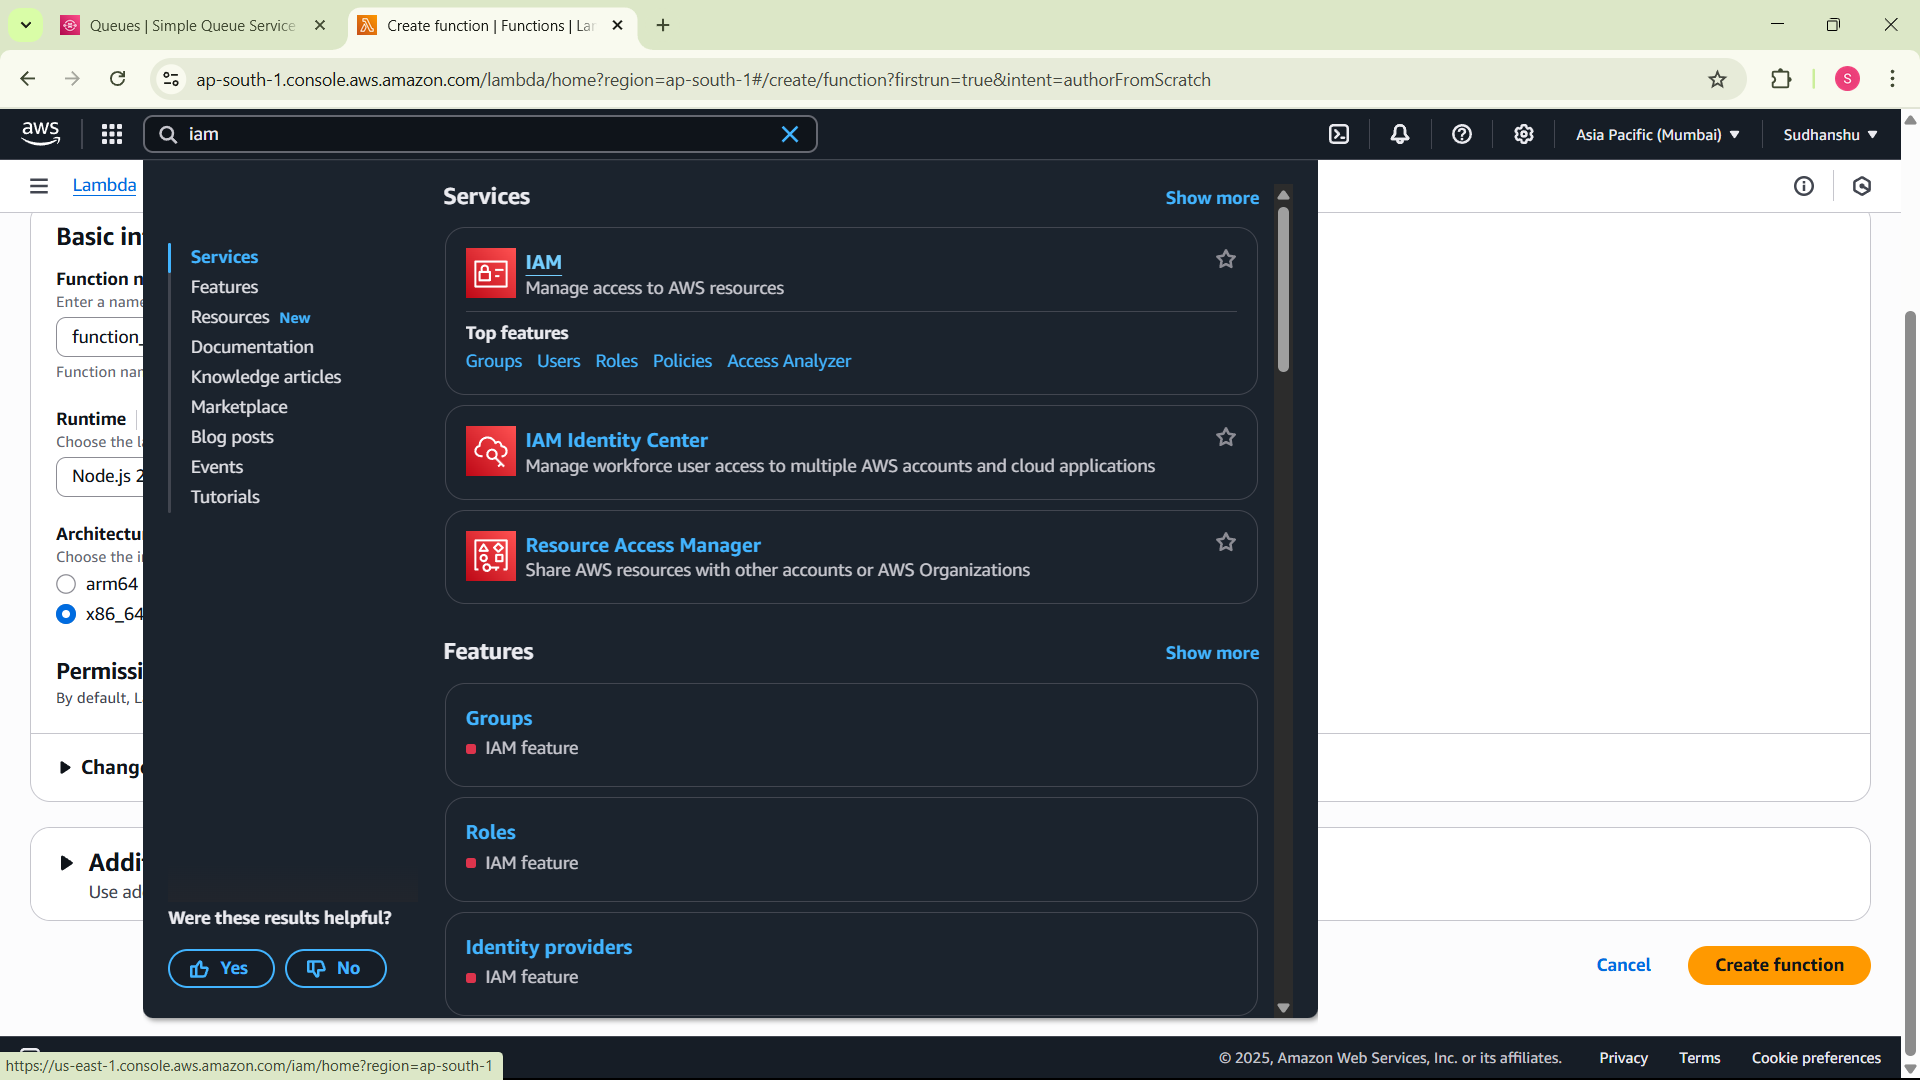 Queues | Simple Queue Service
Create function | Functions | La
ap-south-1.console.aws.amazon.com/lambda/home?region=ap-south-1#/create/function?firstrun=true&intent=authorFromScratch
S
aws
iam
Asia Pacific (Mumbai)
Sudhanshu
Lambda
Services
Features
Resources New
Documentation
Knowledge articles
Marketplace
Blog posts
Events
Tutorials
Were these results helpful?
Yes
No
Services
Show more
IAM
Manage access to AWS resources
Top features
Groups Users Roles Policies Access Analyzer
IAM Identity Center
Manage workforce user access to multiple AWS accounts and cloud applications
Resource Access Manager
Share AWS resources with other accounts or AWS Organizations
Features
Show more
Groups
IAM feature
Roles
IAM feature
Identity providers
IAM feature
Basic in
Function n
Enter a name
function_
Function nar
Runtime
Choose the la
Node.js 2
Architectu
Choose the i
arm64
x86_64
Permissi
By default, L
Change
Addi
Use ad
Cancel
Create function
© 2025, Amazon Web Services, Inc. or its affiliates.
Privacy
Terms
Cookie preferences
https://us-east-1.console.aws.amazon.com/iam/home?region=ap-south-1